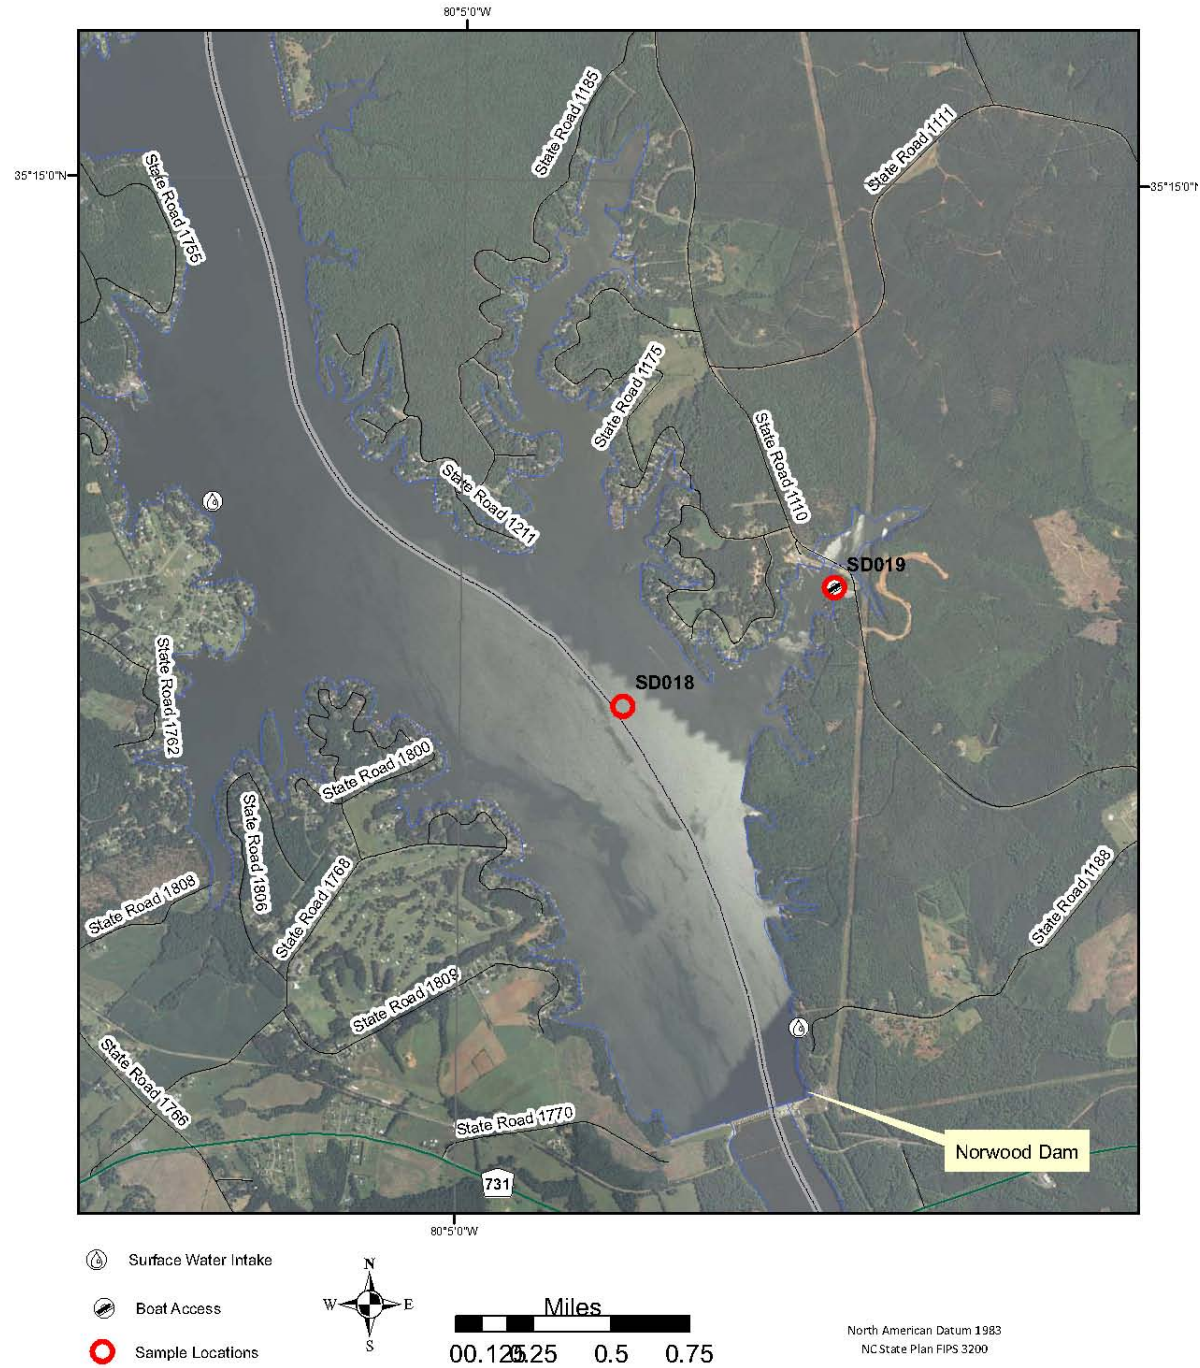 80°5'0"W
35°15'0"N
35°15'0"N
State Road 1185
State Road 1111
State Road 1755
State Road 1175
State Road 1110
State Road 1211
SD019
SD018
State Road 1762
State Road 1800
State Road 1806
State Road 1768
State Road 1808
State Road 1188
State Road 1809
State Road 1766
State Road 1770
Norwood Dam
731
80°5'0"W
Surface Water Intake
Boat Access
Sample Locations
N
W
E
S
Miles
0 0.125 0.25 0.5 0.75
North American Datum 1983
NC State Plan FIPS 3200